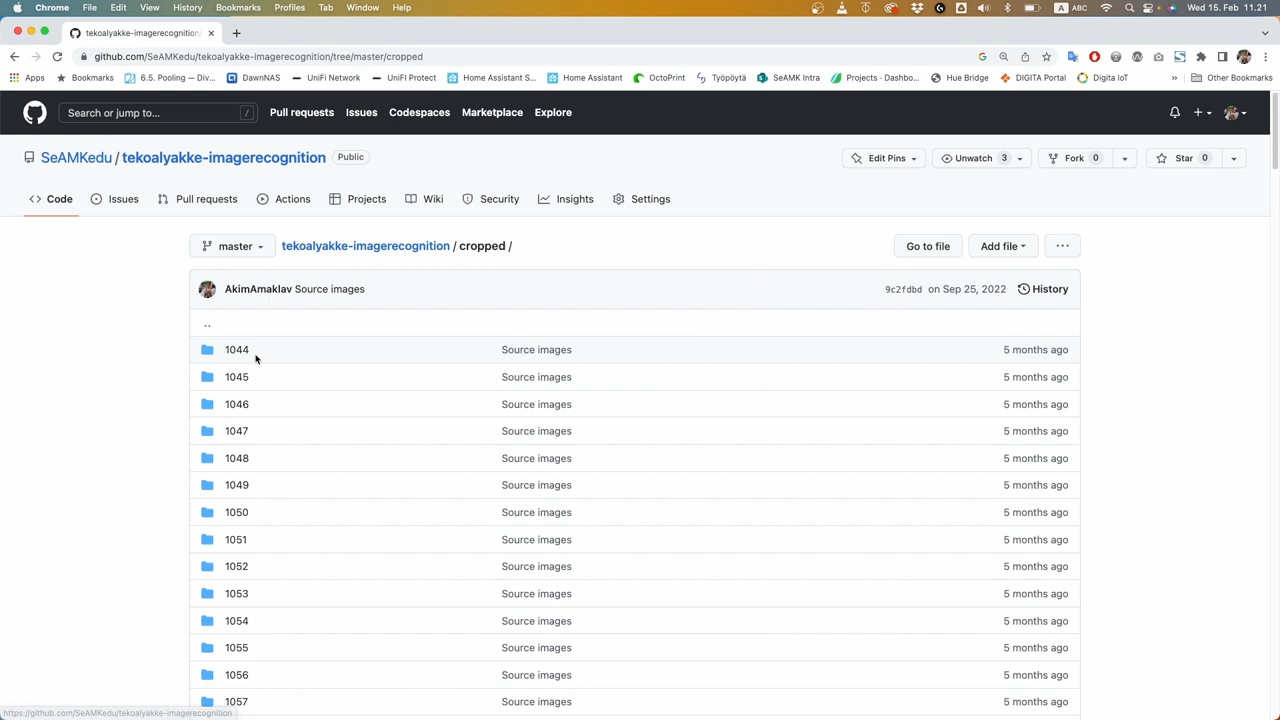 Chrome File Edit View History Bookmarks Profiles Tab Window Help A ABC Wed 15. Feb 11.21
tekoalyakke-imagerecognition
github.com/SeAMKedu/tekoalyakke-imagerecognition/tree/master/cropped
Apps Bookmarks 6.5. Pooling — Div... DawnNAS UniFi Network UniFi Protect Home Assistant S... Home Assistant OctoPrint Työpöytä SeAMK Intra Projects · Dashbo... Hue Bridge DIGITA Portal Digita IoT » Other Bookmarks
Search or jump to... / Pull requests Issues Codespaces Marketplace Explore
SeAMKedu / tekoalyakke-imagerecognition Public Edit Pins Unwatch 3 Fork 0 Star 0
Code Issues Pull requests Actions Projects Wiki Security Insights Settings
master tekoalyakke-imagerecognition / cropped / Go to file Add file ...
AkimAmaklav Source images 9c2fdbd on Sep 25, 2022 History
..
1044 Source images 5 months ago
1045 Source images 5 months ago
1046 Source images 5 months ago
1047 Source images 5 months ago
1048 Source images 5 months ago
1049 Source images 5 months ago
1050 Source images 5 months ago
1051 Source images 5 months ago
1052 Source images 5 months ago
1053 Source images 5 months ago
1054 Source images 5 months ago
1055 Source images 5 months ago
1056 Source images 5 months ago
1057 Source images 5 months ago
https://github.com/SeAMKedu/tekoalyakke-imagerecognition